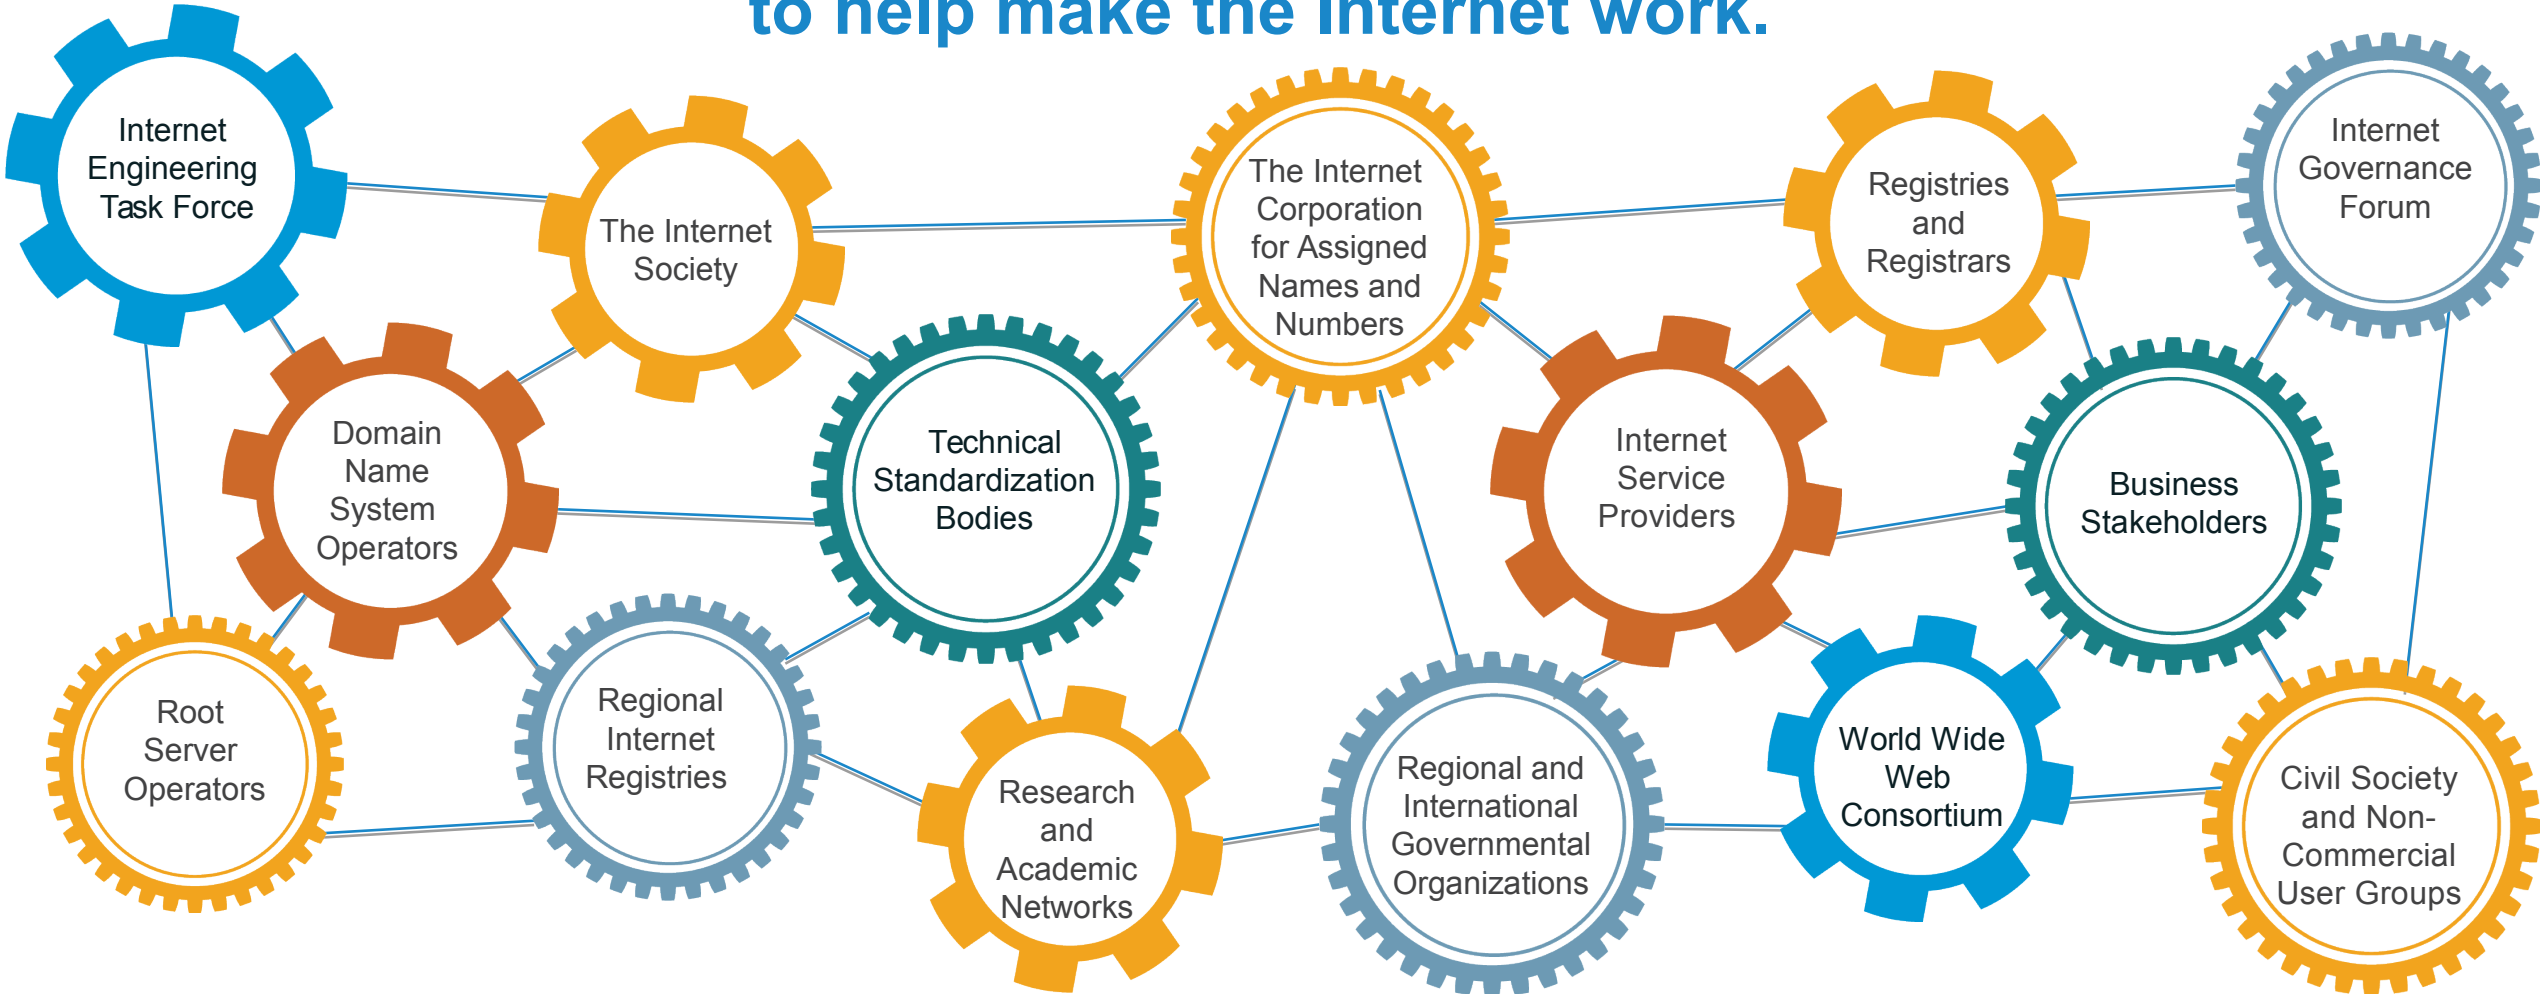 to help make the Internet work.
Internet
Engineering
Task Force
The Internet
Society
The Internet
Corporation
for Assigned
Names and
Numbers
Registries
and
Registrars
Internet
Governance
Forum
Domain
Name
System
Operators
Technical
Standardization
Bodies
Internet
Service
Providers
Business
Stakeholders
Root
Server
Operators
Regional
Internet
Registries
Research
and
Academic
Networks
Regional and
International
Governmental
Organizations
World Wide
Web
Consortium
Civil Society
and Non-
Commercial
User Groups